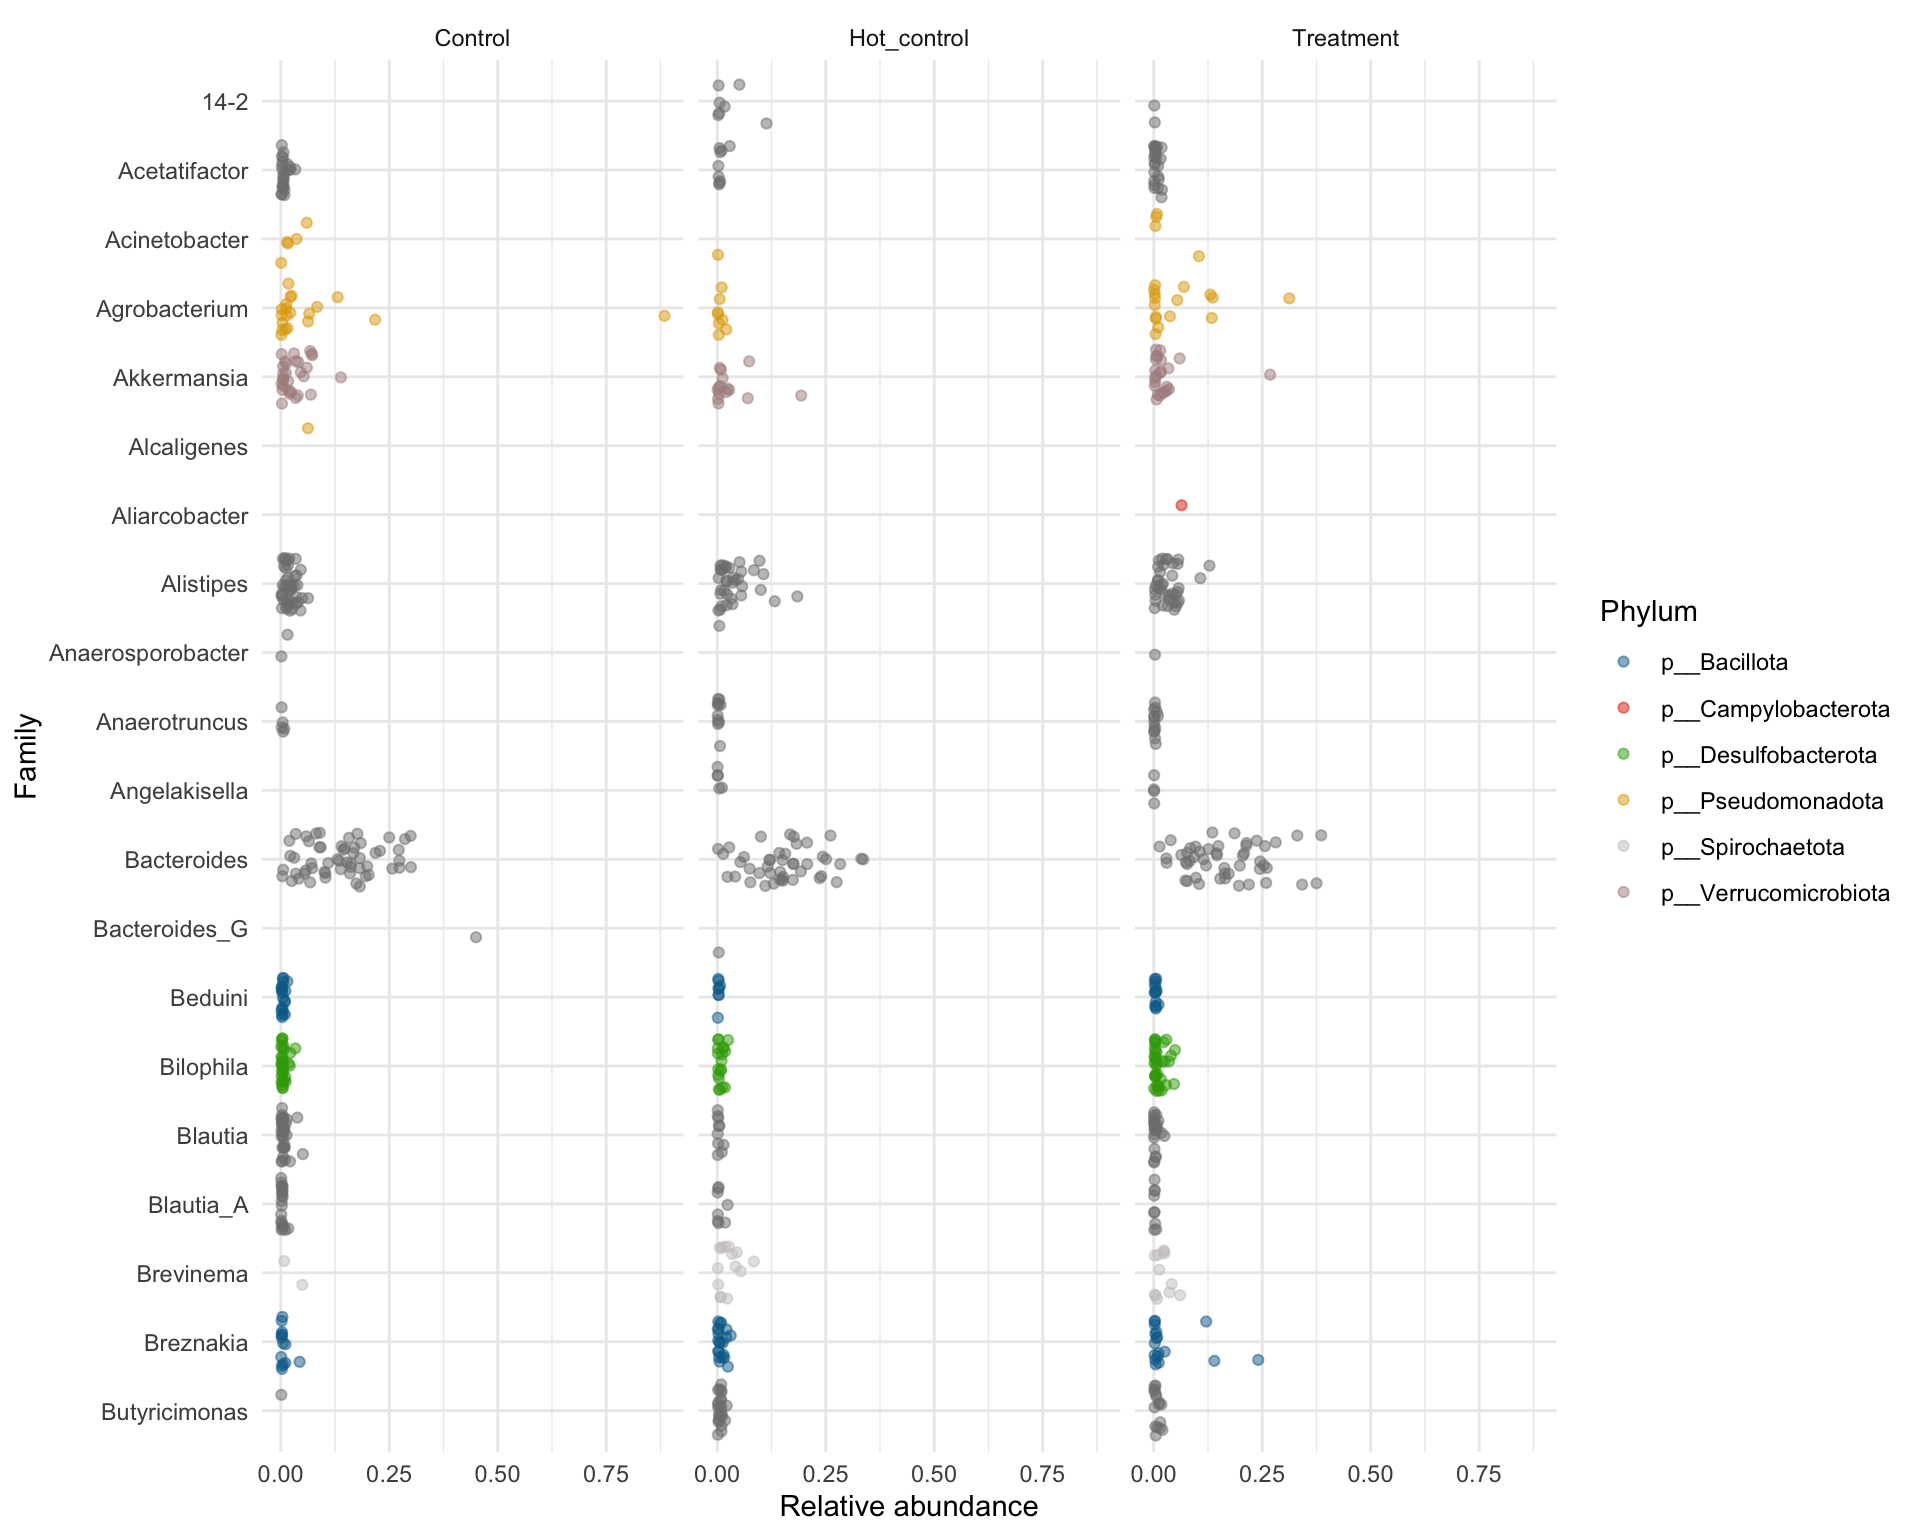 Control Hot_control Treatment
14-2
Acetatifactor
Acinetobacter
Agrobacterium
Akkermansia
Alcaligenes
Aliarcobacter
Alistipes
Anaerosporobacter
Anaerotruncus
Angelakisella
Bacteroides
Bacteroides_G
Beduini
Bilophila
Blautia
Blautia_A
Brevinema
Breznakia
Butyricimonas
Family
0.00 0.25 0.50 0.75 0.00 0.25 0.50 0.75 0.00 0.25 0.50 0.75
Relative abundance
Phylum
p__Bacillota
p__Campylobacterota
p__Desulfobacterota
p__Pseudomonadota
p__Spirochaetota
p__Verrucomicrobiota